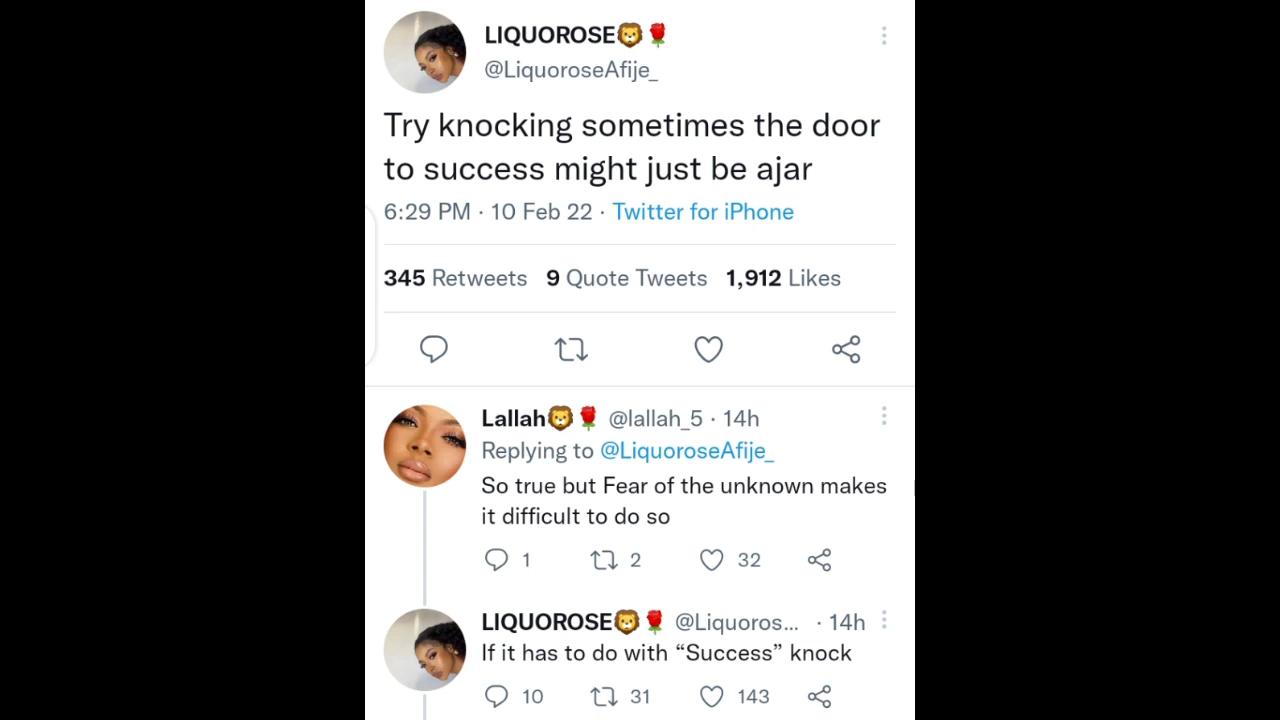 LIQUOROSE🦁🌹
@LiquoroseAfije_
Try knocking sometimes the door
to success might just be ajar
6:29 PM · 10 Feb 22 · Twitter for iPhone
345 Retweets 9 Quote Tweets 1,912 Likes
Lallah🦁🌹 @lallah_5 · 14h
Replying to @LiquoroseAfije_
So true but Fear of the unknown makes
it difficult to do so
1 2 32
LIQUOROSE🦁🌹 @Liquoros... · 14h
If it has to do with “Success” knock
10 31 143